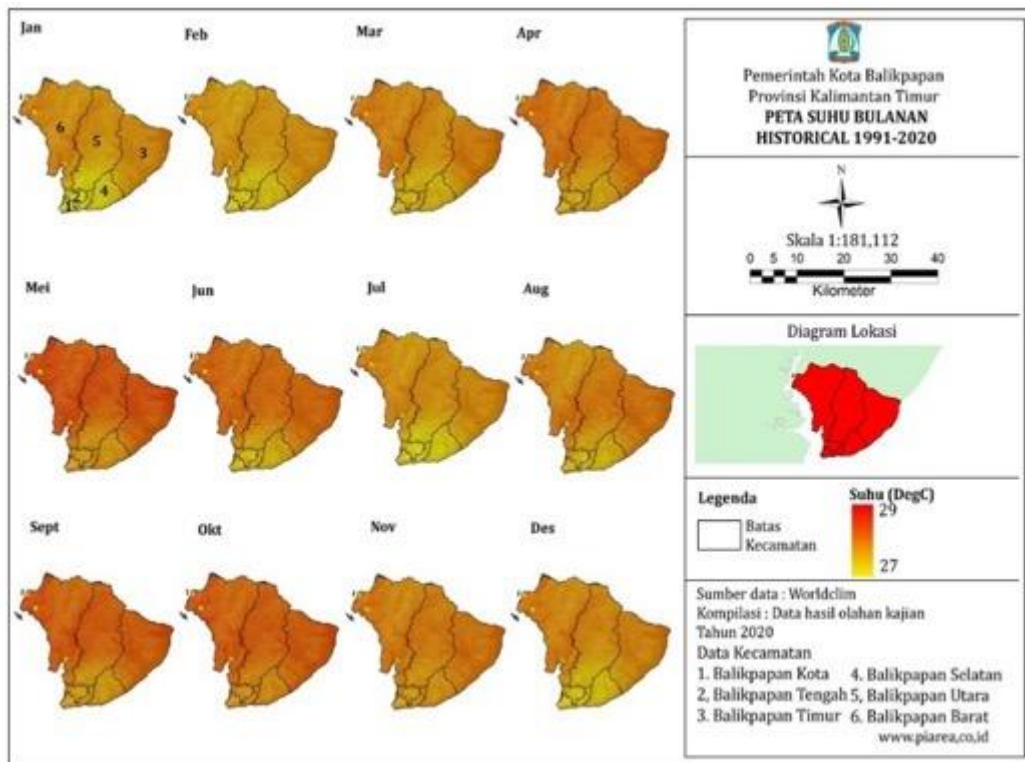 Jan
Feb
Mar
Apr
6
5
3
4
2
1
Mei
Jun
Jul
Aug
Sept
Okt
Nov
Des
Pemerintah Kota Balikpapan
Provinsi Kalimantan Timur
PETA SUHU BULANAN
HISTORICAL 1991-2020
N
Skala 1:181,112
0 5 10 20 30 40
Kilometer
Diagram Lokasi
Legenda
Batas
Kecamatan
Suhu (DegC)
29
27
Sumber data : Worldclim
Kompilasi : Data hasil olahan kajian
Tahun 2020
Data Kecamatan
1. Balikpapan Kota 4. Balikpapan Selatan
2, Balikpapan Tengah 5, Balikpapan Utara
3. Balikpapan Timur 6. Balikpapan Barat
www.piarea,co,id